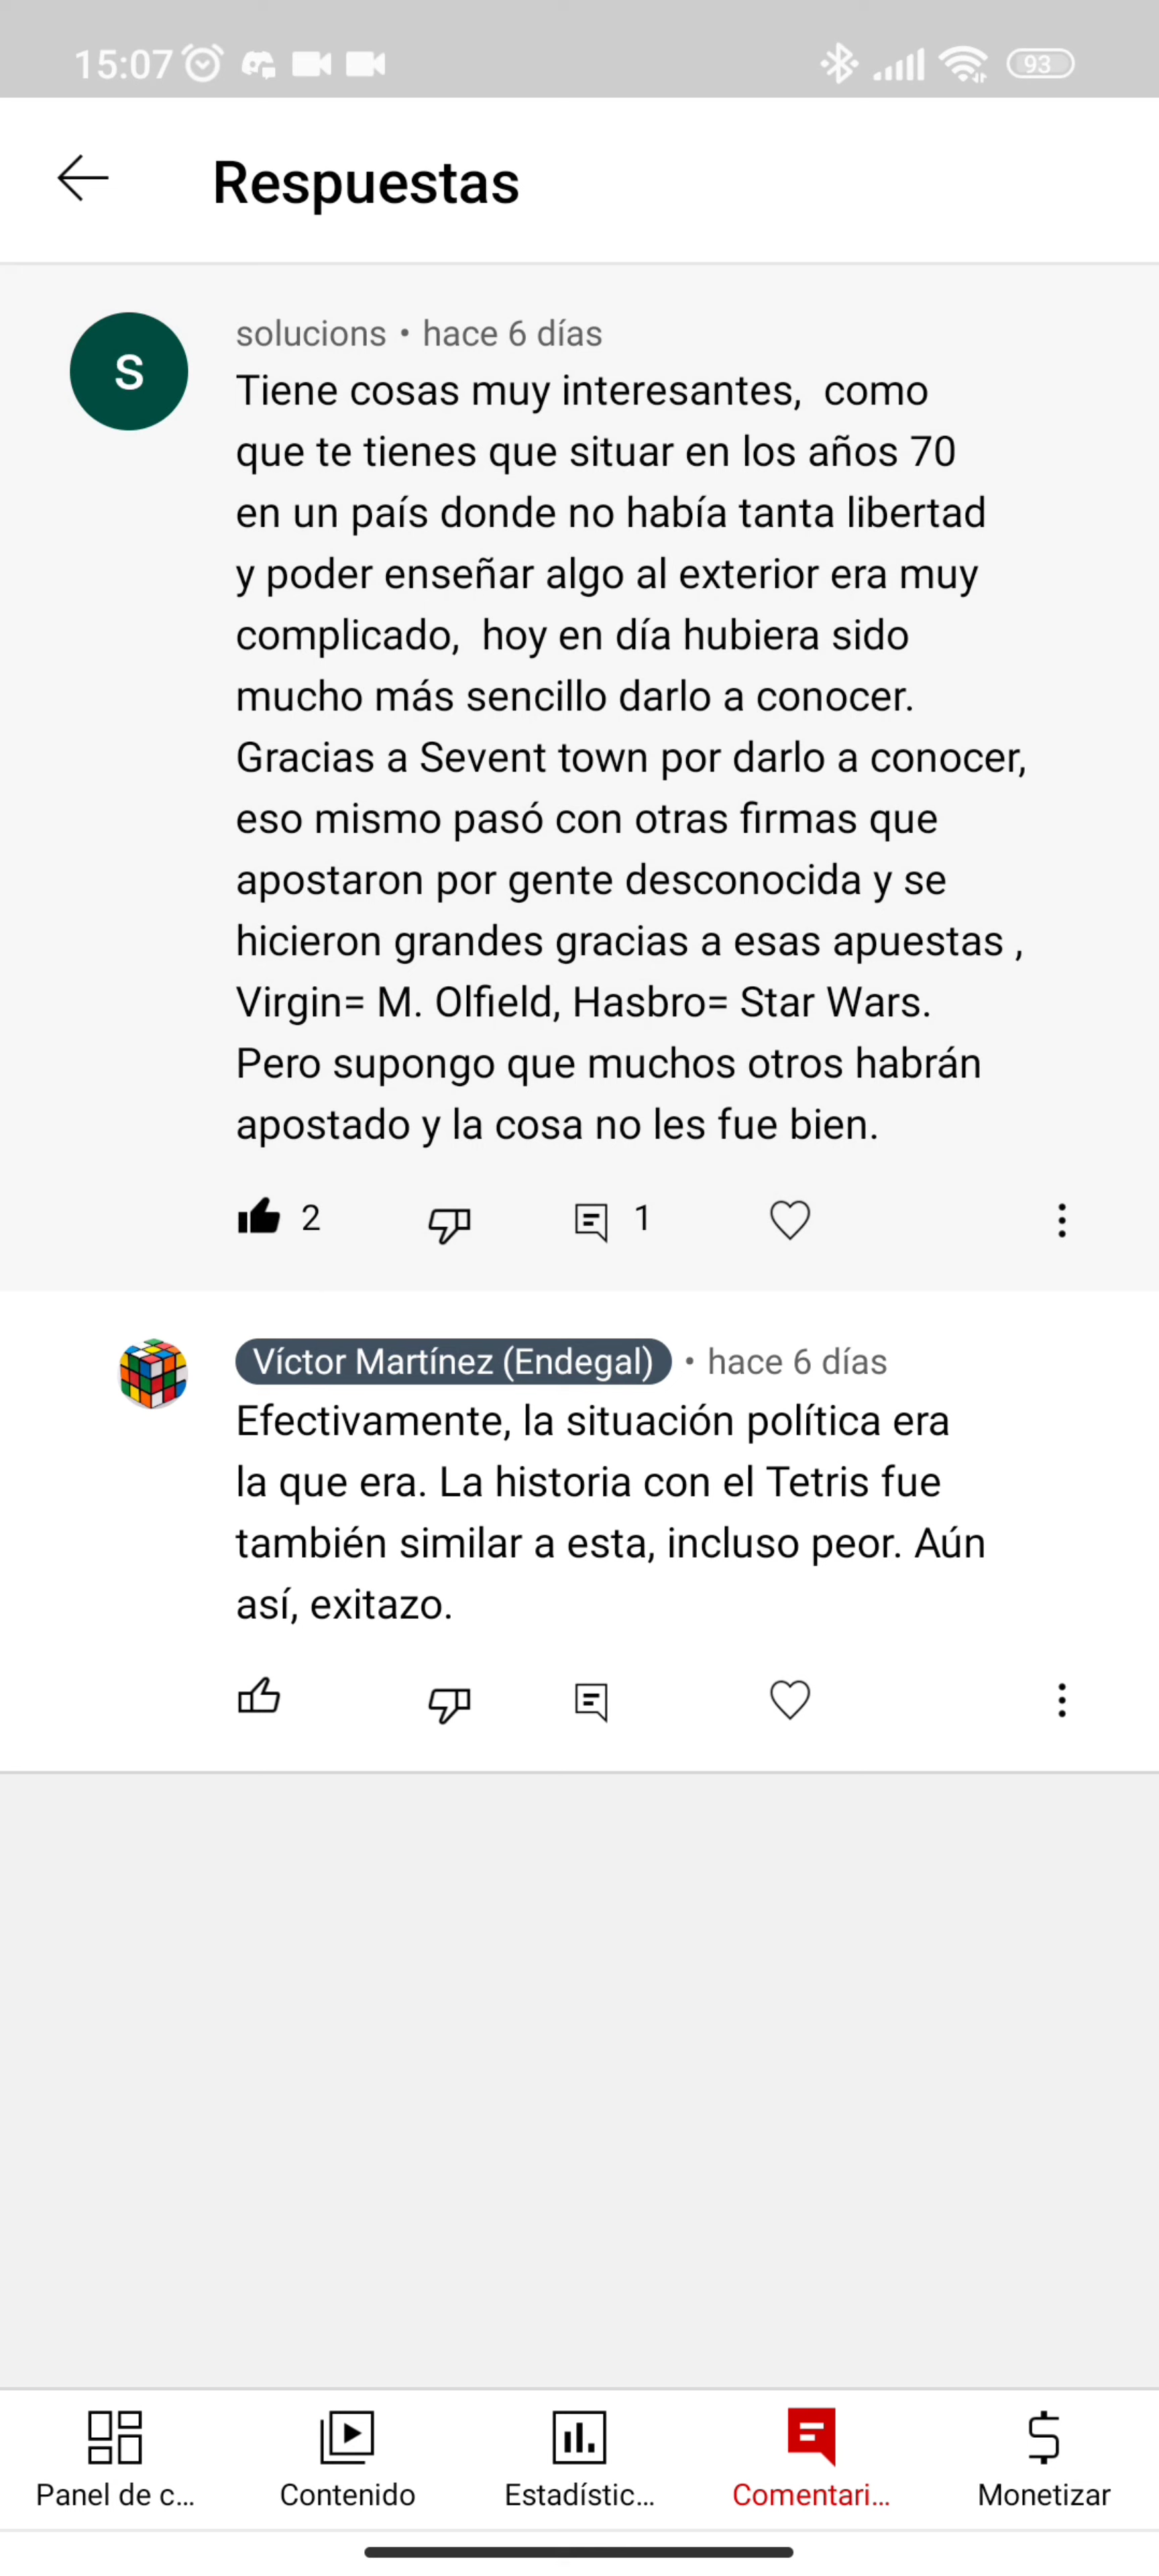 15:07
93
Respuestas
S
solucions • hace 6 días
Tiene cosas muy interesantes,  como
que te tienes que situar en los años 70
en un país donde no había tanta libertad
y poder enseñar algo al exterior era muy
complicado,  hoy en día hubiera sido
mucho más sencillo darlo a conocer.
Gracias a Sevent town por darlo a conocer,
eso mismo pasó con otras firmas que
apostaron por gente desconocida y se
hicieron grandes gracias a esas apuestas ,
Virgin= M. Olfield, Hasbro= Star Wars.
Pero supongo que muchos otros habrán
apostado y la cosa no les fue bien.
2 1
Víctor Martínez (Endegal) • hace 6 días
Efectivamente, la situación política era
la que era. La historia con el Tetris fue
también similar a esta, incluso peor. Aún
así, exitazo.
Panel de c... Contenido Estadístic... Comentari... Monetizar